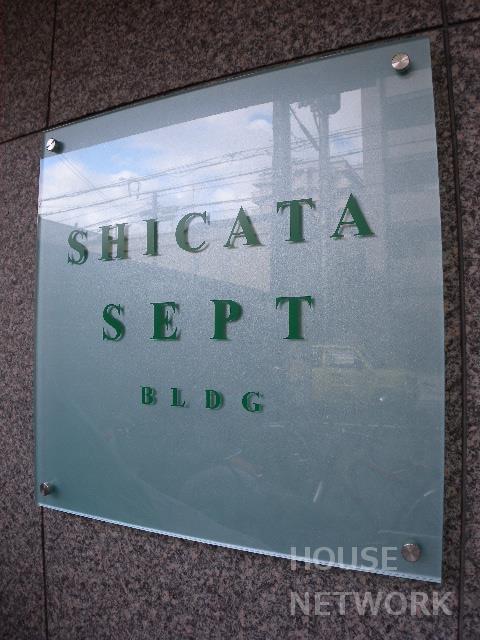 SHICATA
SEPT
BLDG
HOUSE
NETWORK